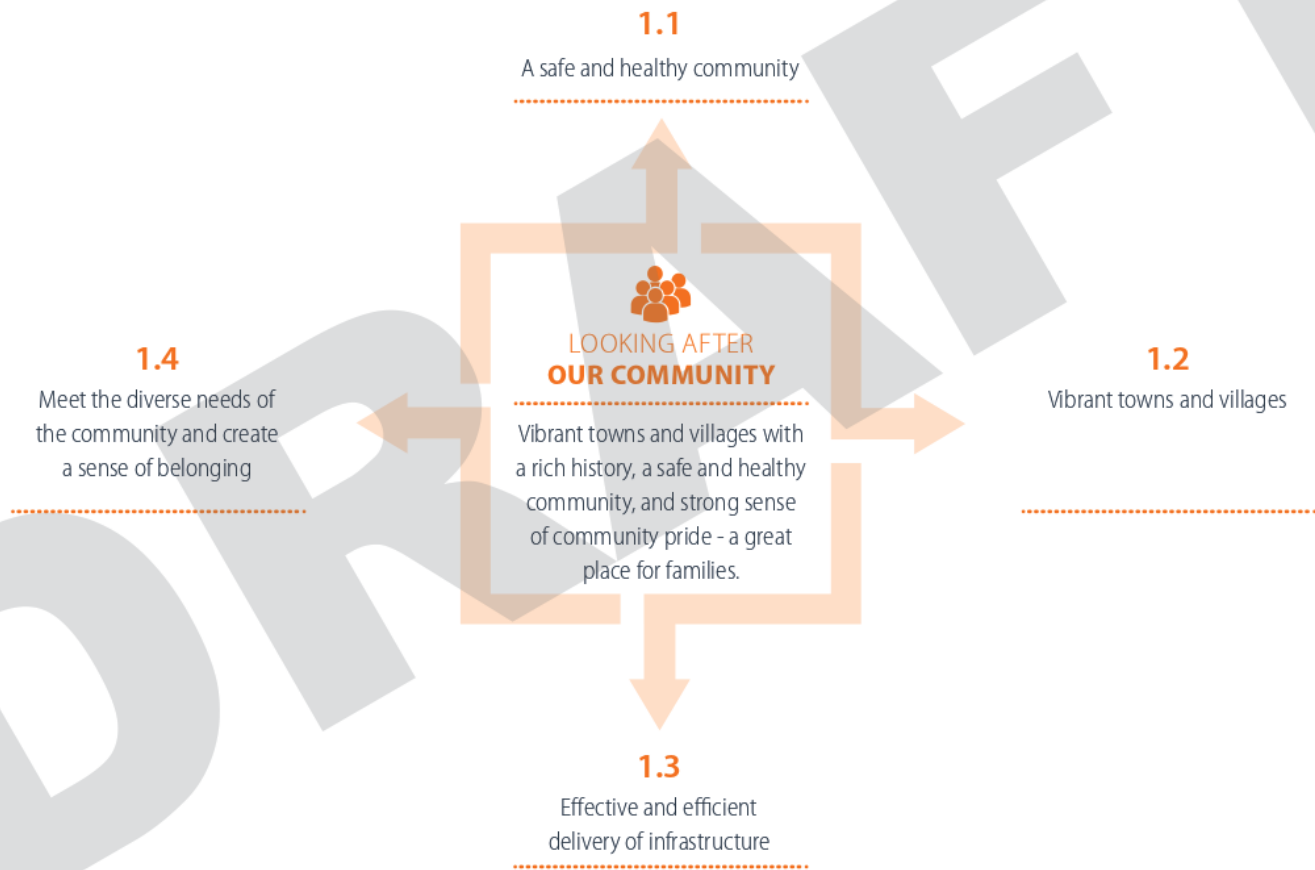 1.1
A safe and healthy community
LOOKING AFTER
OUR COMMUNITY
Vibrant towns and villages with
a rich history, a safe and healthy
community, and strong sense
of community pride - a great
place for families.
1.4
Meet the diverse needs of
the community and create
a sense of belonging
1.2
Vibrant towns and villages
1.3
Effective and efficient
delivery of infrastructure
DRAFT